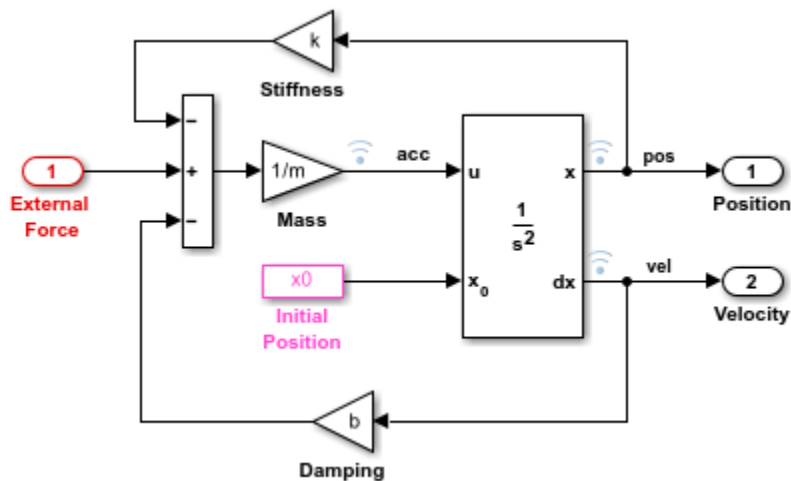 k
Stiffness
−
1
+
−
External
Force
1/m
Mass
acc
u
x
1
s2
x0
dx
pos
1
Position
x0
Initial
Position
vel
2
Velocity
b
Damping